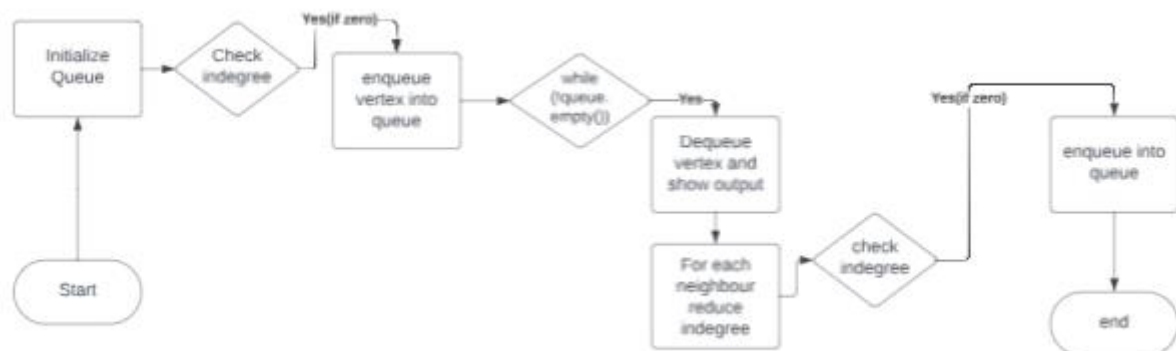 Start
Initialize
Queue
Check
indegree
Yes(if zero)
enqueue
vertex into
queue
while
(!queue.
empty())
Yes
Dequeue
vertex and
show output
For each
neighbour
reduce
indegree
check
indegree
Yes(if zero)
enqueue into
queue
end